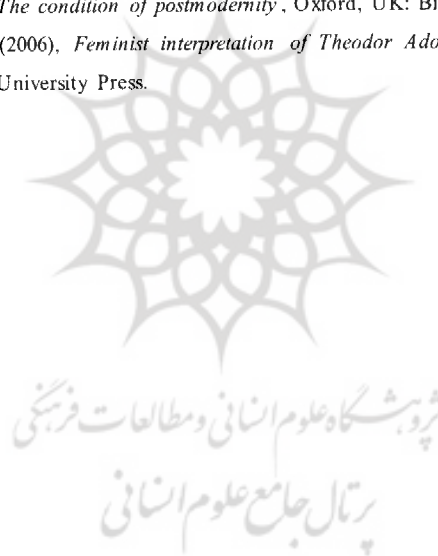 The condition of postmodernity, Oxford, UK: Bl
(2006), Feminist interpretation of Theodor Ado
University Press.
پژوهشگاه علوم انسانی و مطالعات فرهنگی
پرتال جامع علوم انسانی